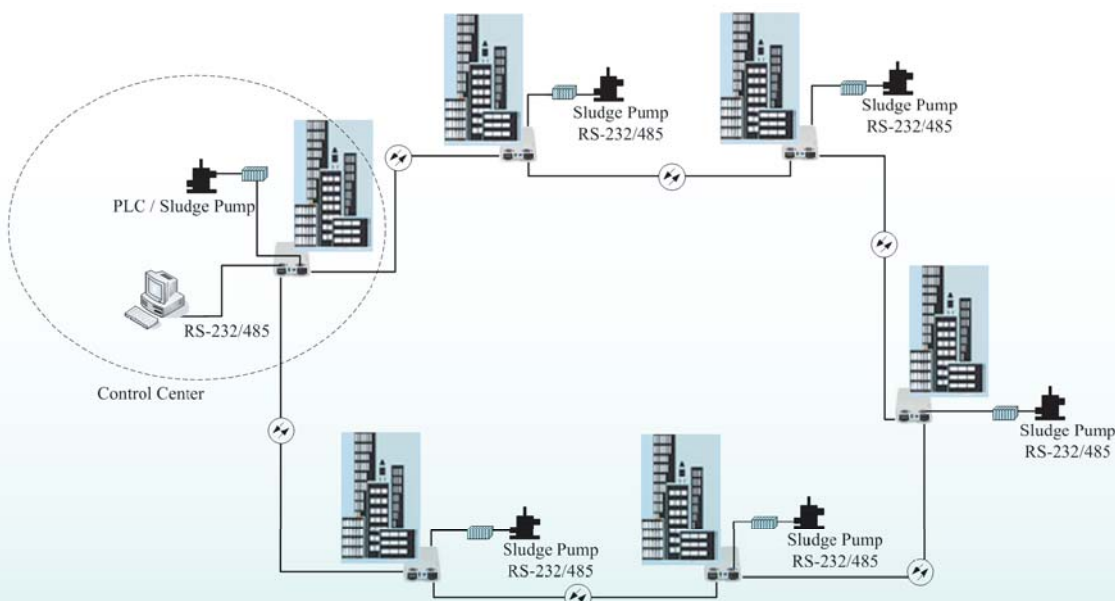 Sludge Pump
RS-232/485
Sludge Pump
RS-232/485
PLC / Sludge Pump
RS-232/485
Control Center
Sludge Pump
RS-232/485
Sludge Pump
RS-232/485
Sludge Pump
RS-232/485